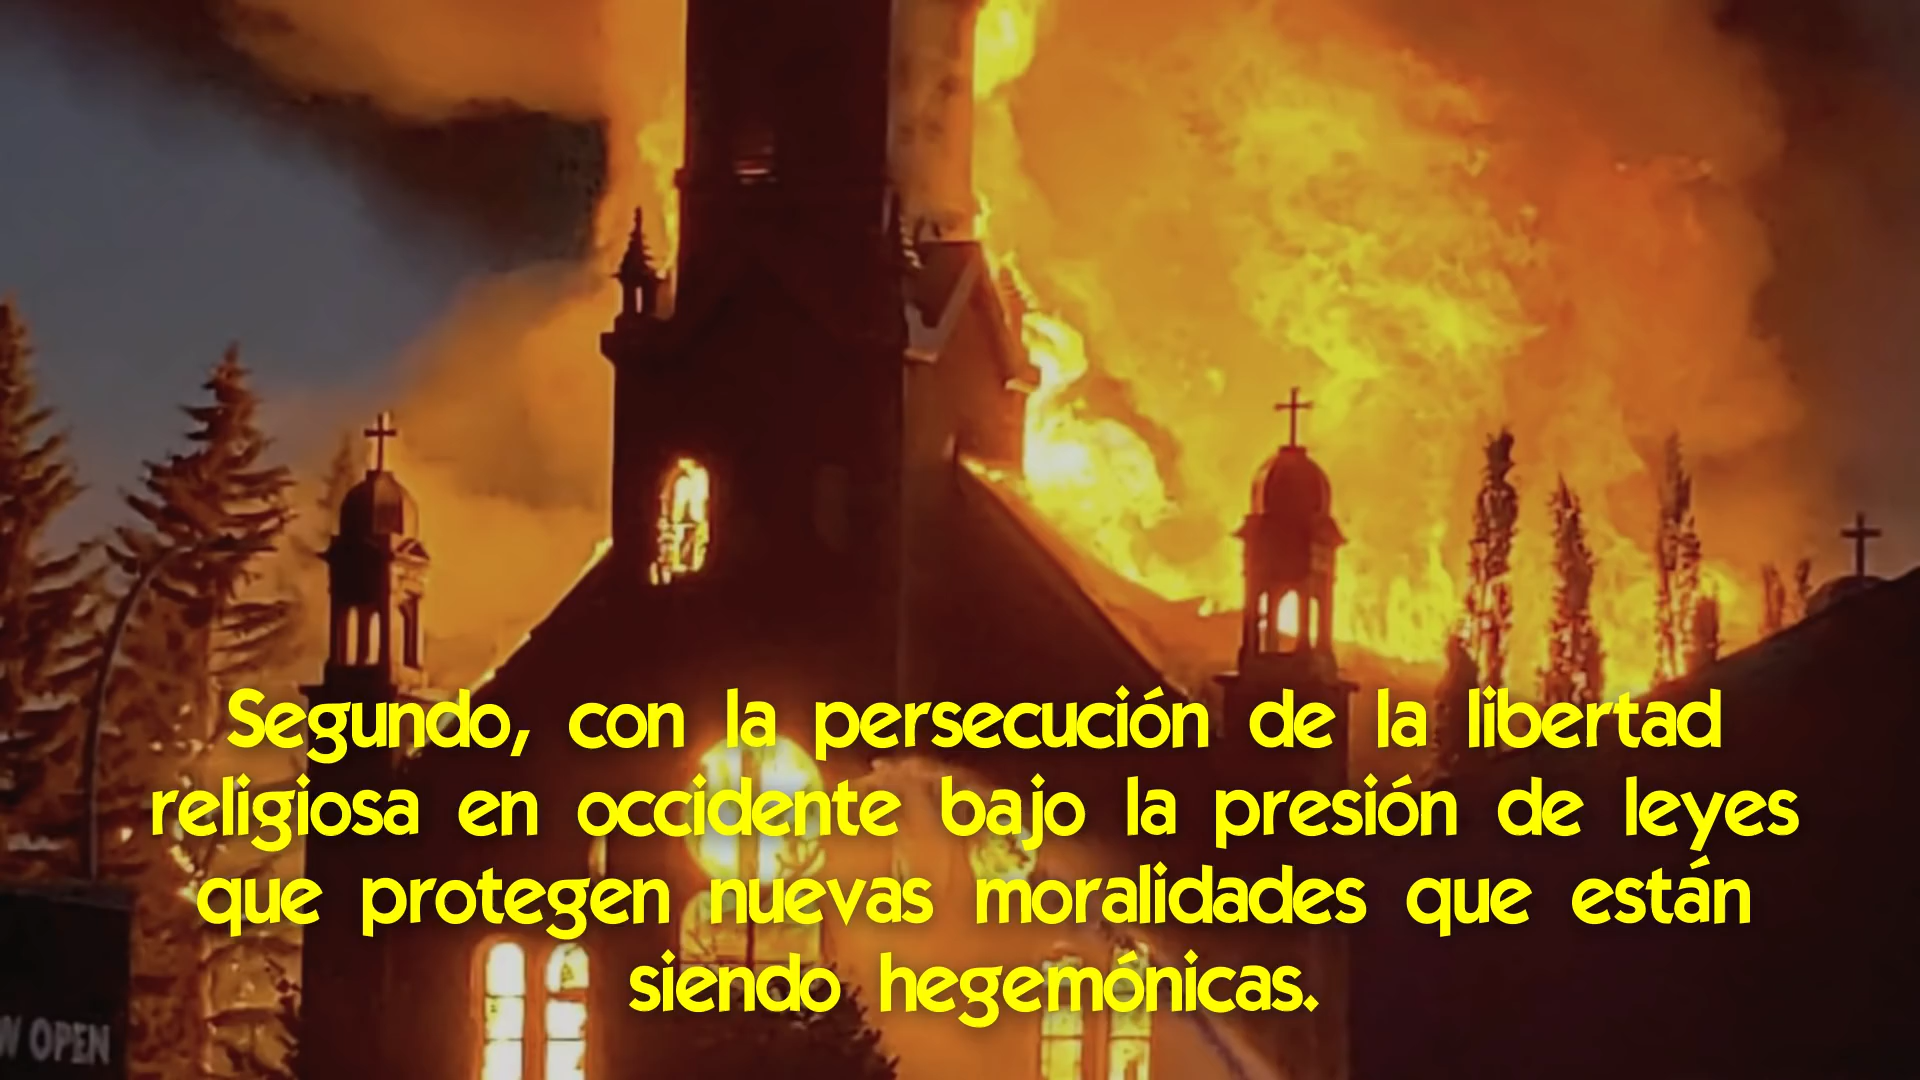 Segundo, con la persecución de la libertad
religiosa en occidente bajo la presión de leyes
que protegen nuevas moralidades que están
siendo hegemónicas.
W OPEN